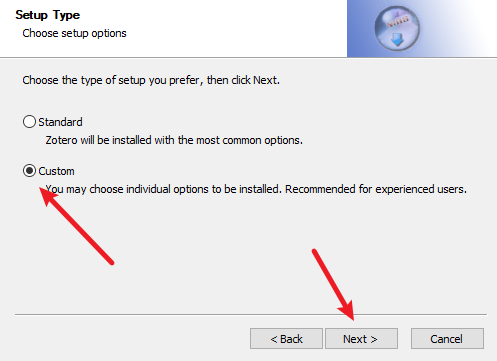 Setup Type
Choose setup options
Choose the type of setup you prefer, then click Next.
Standard
Zotero will be installed with the most common options.
Custom
You may choose individual options to be installed. Recommended for experienced users.
< Back
Next >
Cancel